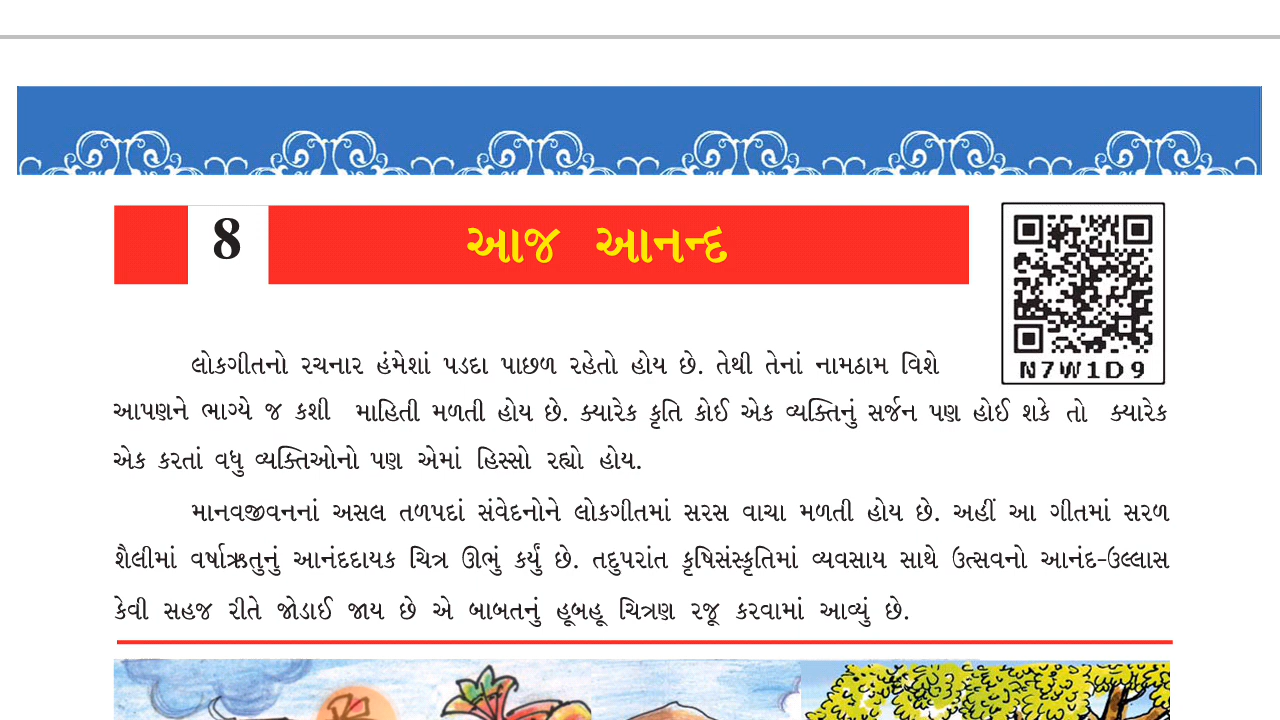 8
આજ આનન્દ
N7W1D9
લોકગીતનો રચનાર હંમેશાં પડદા પાછળ રહેતો હોય છે. તેથી તેનાં નામઠામ વિશે
આપણને ભાગ્યે જ કશી માહિતી મળતી હોય છે. ક્યારેક કૃતિ કોઈ એક વ્યક્તિનું સર્જન પણ હોઈ શકે તો ક્યારેક
એક કરતાં વધુ વ્યક્તિઓનો પણ એમાં હિસ્સો રહ્યો હોય.
માનવજીવનનાં અસલ તળપદાં સંવેદનોને લોકગીતમાં સરસ વાચા મળતી હોય છે. અહીં આ ગીતમાં સરળ
શૈલીમાં વર્ષાઋતુનું આનંદદાયક ચિત્ર ઊભું કર્યું છે. તદુપરાંત કૃષિસંસ્કૃતિમાં વ્યવસાય સાથે ઉત્સવનો આનંદ-ઉલ્લાસ
કેવી સહજ રીતે જોડાઈ જાય છે એ બાબતનું હૂબહૂ ચિત્રણ રજૂ કરવામાં આવ્યું છે.